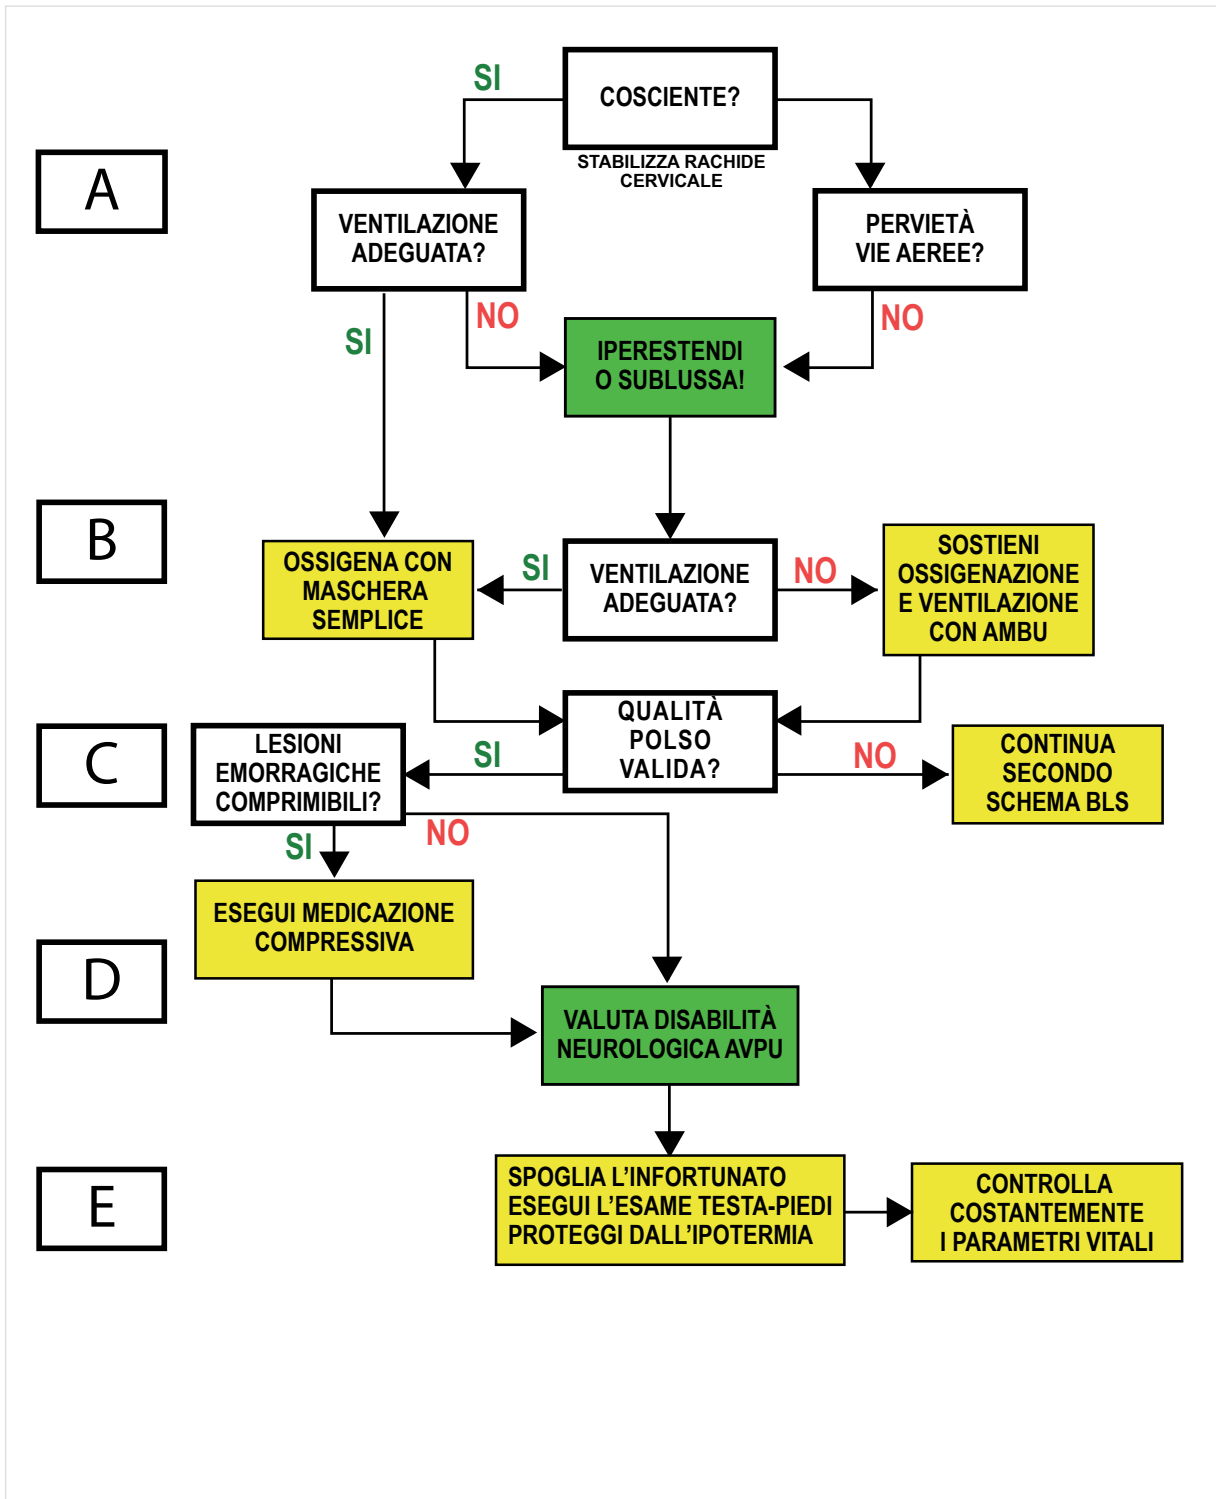 SI
COSCIENTE?
STABILIZZA RACHIDE
CERVICALE
A
VENTILAZIONE
ADEGUATA?
PERVIETÀ
VIE AEREE?
SI
NO
NO
IPERESTENDI
O SUBLUSSA!
B
OSSIGENA CON
MASCHERA
SEMPLICE
SI
VENTILAZIONE
ADEGUATA?
NO
SOSTIENI
OSSIGENAZIONE
E VENTILAZIONE
CON AMBU
C
LESIONI
EMORRAGICHE
COMPRIMIBILI?
SI
QUALITÀ
POLSO
VALIDA?
NO
CONTINUA
SECONDO
SCHEMA BLS
SI
NO
ESEGUI MEDICAZIONE
COMPRESSIVA
D
VALUTA DISABILITÀ
NEUROLOGICA AVPU
E
SPOGLIA L’INFORTUNATO
ESEGUI L’ESAME TESTA-PIEDI
PROTEGGI DALL’IPOTERMIA
CONTROLLA
COSTANTEMENTE
I PARAMETRI VITALI